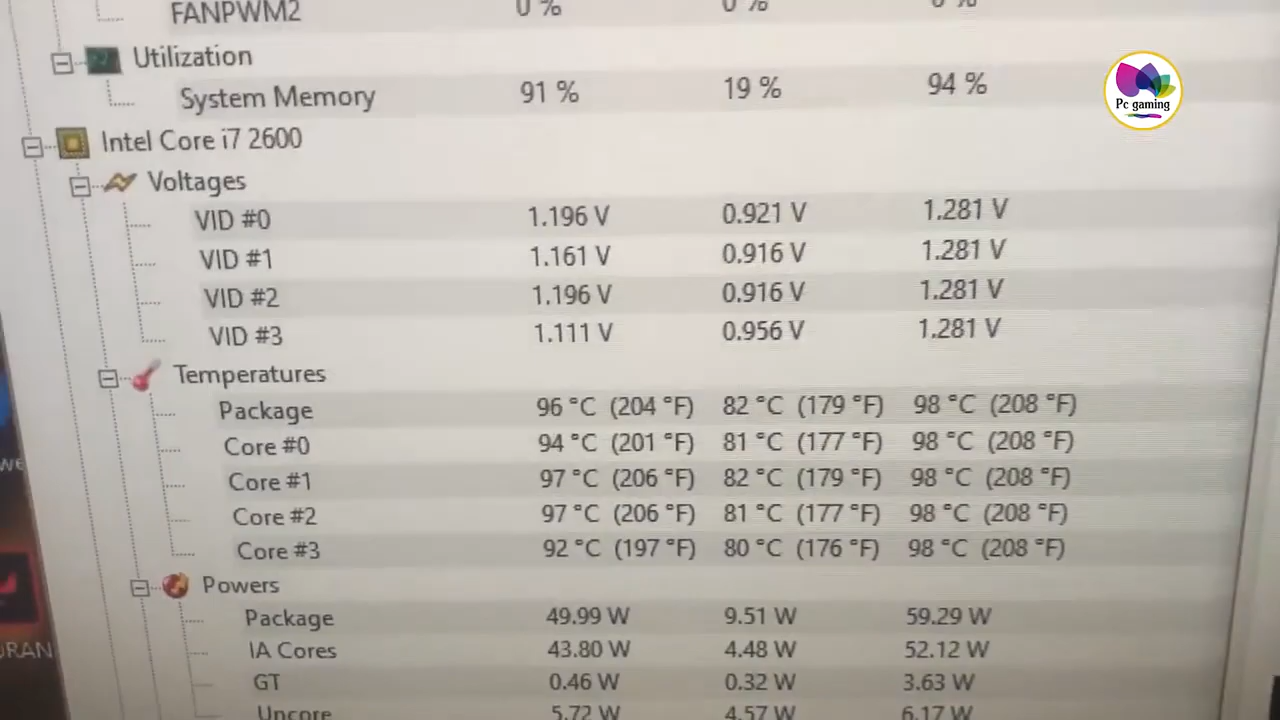 FANPWM2 0 % 0 % 0 %
Utilization
System Memory 91 % 19 % 94 %
Pc gaming
Intel Core i7 2600
Voltages
VID #0 1.196 V 0.921 V 1.281 V
VID #1 1.161 V 0.916 V 1.281 V
VID #2 1.196 V 0.916 V 1.281 V
VID #3 1.111 V 0.956 V 1.281 V
Temperatures
Package 96 °C (204 °F) 82 °C (179 °F) 98 °C (208 °F)
Core #0 94 °C (201 °F) 81 °C (177 °F) 98 °C (208 °F)
Core #1 97 °C (206 °F) 82 °C (179 °F) 98 °C (208 °F)
Core #2 97 °C (206 °F) 81 °C (177 °F) 98 °C (208 °F)
Core #3 92 °C (197 °F) 80 °C (176 °F) 98 °C (208 °F)
Powers
Package 49.99 W 9.51 W 59.29 W
IA Cores 43.80 W 4.48 W 52.12 W
GT 0.46 W 0.32 W 3.63 W
Uncore 5.72 W 4.57 W 6.17 W